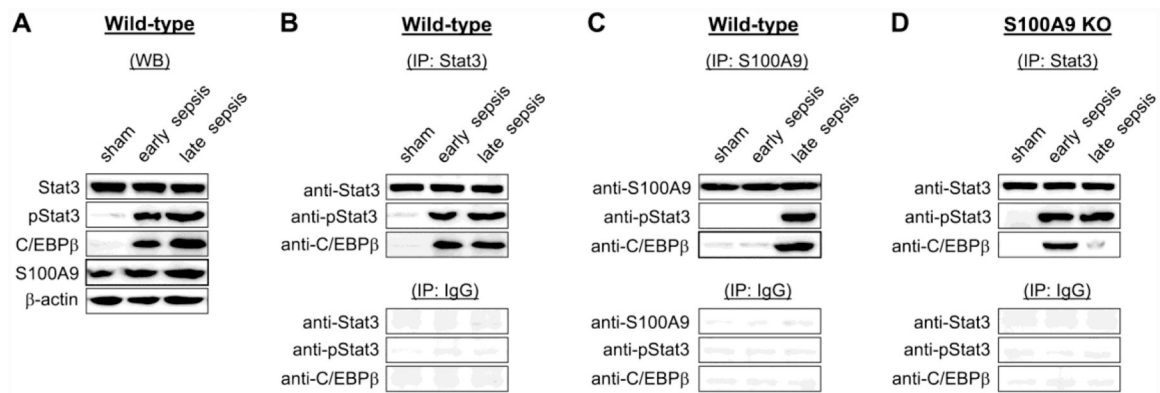 A
Wild-type
(WB)
sham
early sepsis
late sepsis
Stat3
pStat3
C/EBPβ
S100A9
β-actin
B
Wild-type
(IP: Stat3)
sham
early sepsis
late sepsis
anti-Stat3
anti-pStat3
anti-C/EBPβ
(IP: IgG)
anti-Stat3
anti-pStat3
anti-C/EBPβ
C
Wild-type
(IP: S100A9)
sham
early sepsis
late sepsis
anti-S100A9
anti-pStat3
anti-C/EBPβ
(IP: IgG)
anti-S100A9
anti-pStat3
anti-C/EBPβ
D
S100A9 KO
(IP: Stat3)
sham
early sepsis
late sepsis
anti-Stat3
anti-pStat3
anti-C/EBPβ
(IP: IgG)
anti-Stat3
anti-pStat3
anti-C/EBPβ